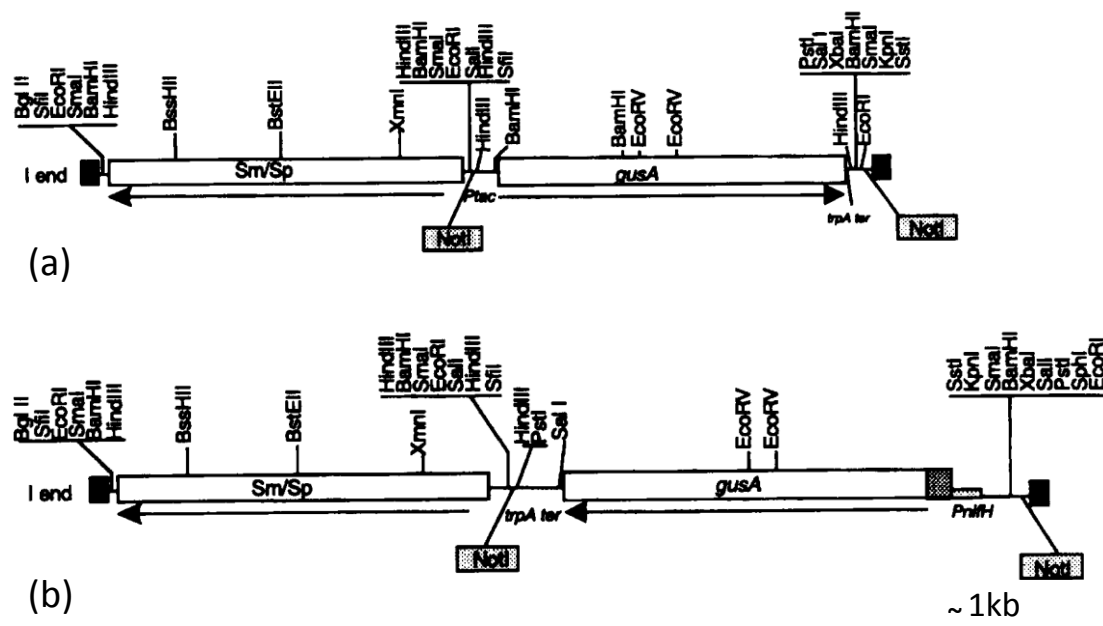 Bgl II
SfiI
EcoRI
SmaI
BamHI
HindIII
BssHII
BstEII
XmnI
HindIII
BamHI
SmaI
EcoRI
SalI
HindIII
SfiI
HindIII
BamHI
BamHI
EcoRV
EcoRV
HindIII
PstI
SalI
XbaI
BamHI
SmaI
KpnI
SstI
EcoRI
I end
Sm/Sp
Ptac
gusA
trpA ter
NotI
NotI
(a)
Bgl II
SfiI
EcoRI
SmaI
BamHI
HindIII
BssHII
BstEII
XmnI
HindIII
BamHI
SmaI
EcoRI
SalI
HindIII
SfiI
HindIII
PstI
Sal I
EcoRV
EcoRV
SstI
KpnI
SmaI
BamHI
XbaI
SalI
PstI
SphI
EcoRI
I end
Sm/Sp
trpA ter
gusA
PnifH
NotI
NotI
(b)
~ 1kb